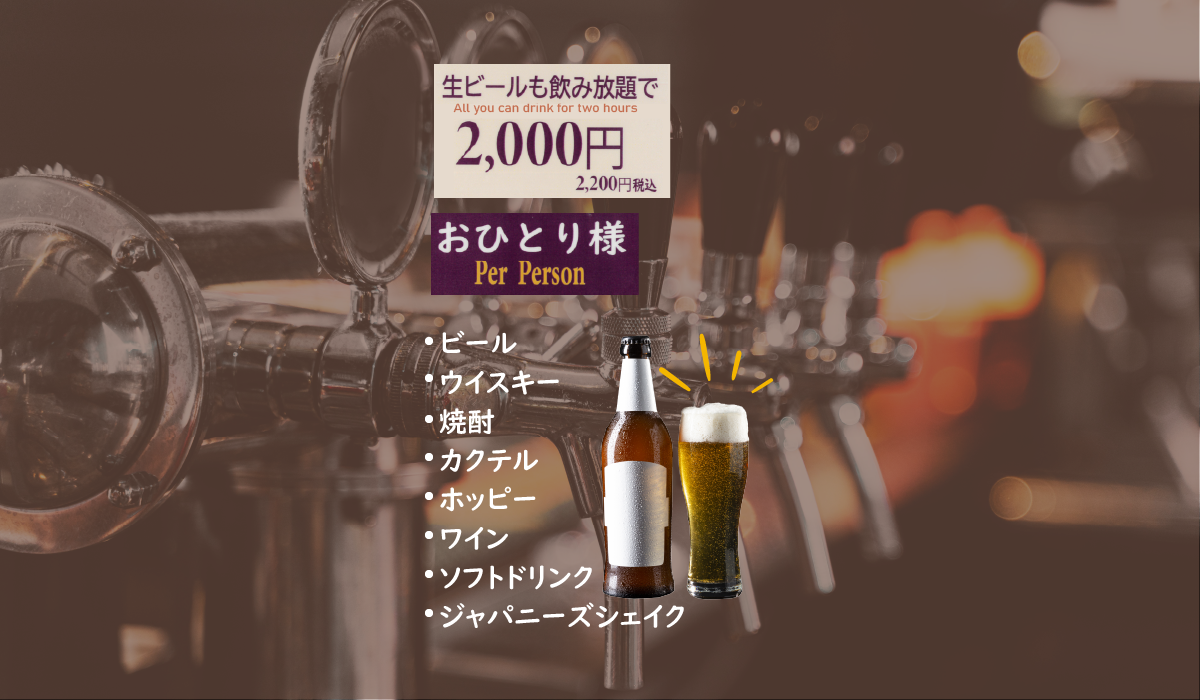 生ビールも飲み放題で
All you can drink for two hours
2,000円
2,200円税込
おひとり様
Per Person
•ビール
•ウイスキー
•焼酎
•カクテル
•ホッピー
•ワイン
•ソフトドリンク
•ジャパニーズシェイク